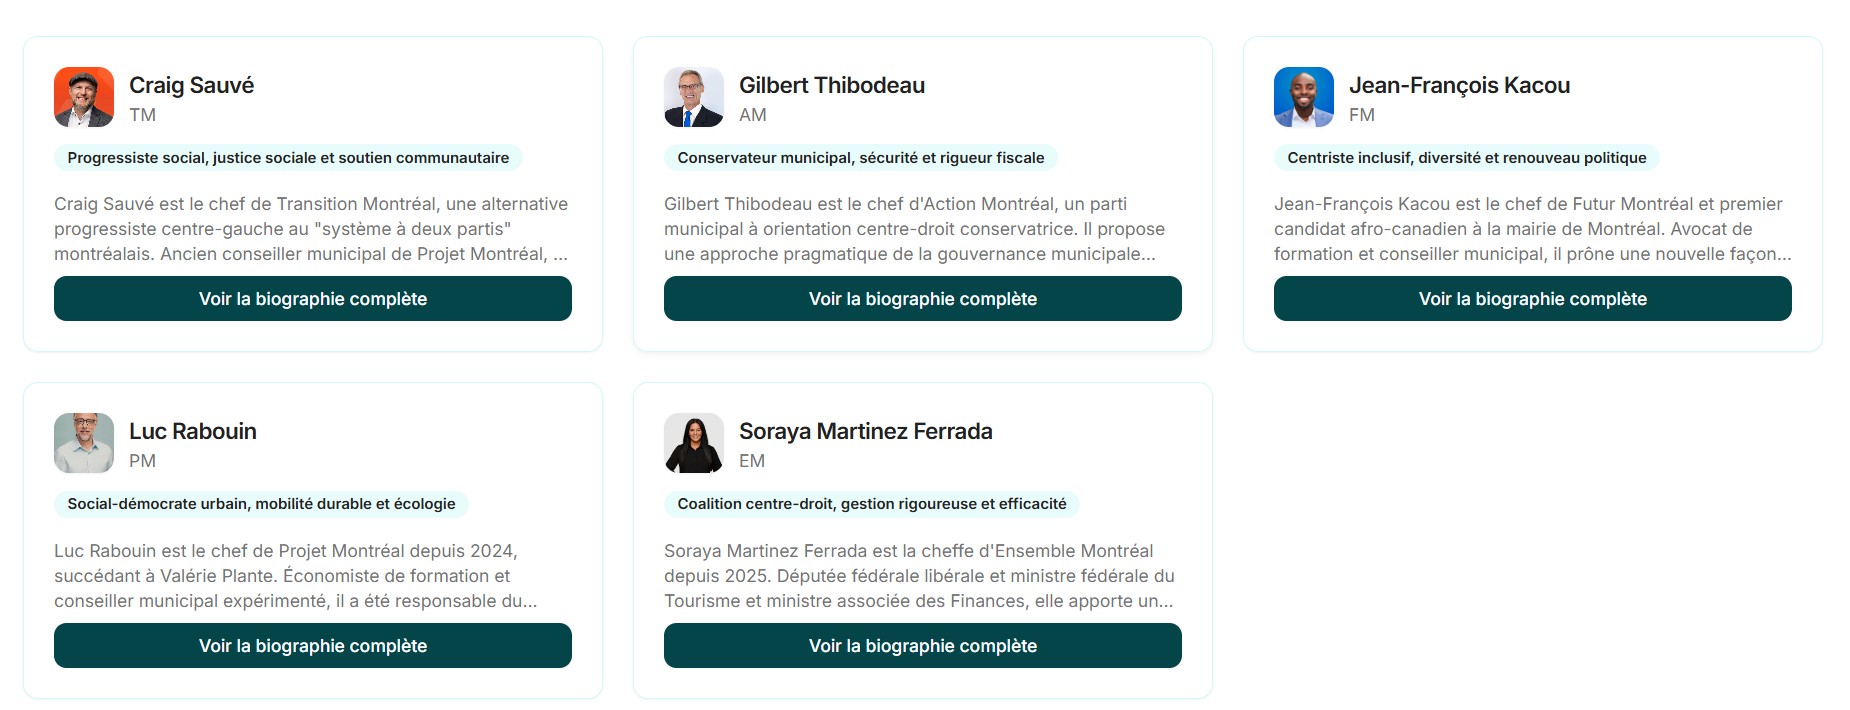 Craig Sauvé
TM
Progressiste social, justice sociale et soutien communautaire
Craig Sauvé est le chef de Transition Montréal, une alternative
progressiste centre-gauche au "système à deux partis"
montréalais. Ancien conseiller municipal de Projet Montréal, ...
Voir la biographie complète
Gilbert Thibodeau
AM
Conservateur municipal, sécurité et rigueur fiscale
Gilbert Thibodeau est le chef d'Action Montréal, un parti
municipal à orientation centre-droit conservatrice. Il propose
une approche pragmatique de la gouvernance municipale...
Voir la biographie complète
Jean-François Kacou
FM
Centriste inclusif, diversité et renouveau politique
Jean-François Kacou est le chef de Futur Montréal et premier
candidat afro-canadien à la mairie de Montréal. Avocat de
formation et conseiller municipal, il prône une nouvelle façon...
Voir la biographie complète
Luc Rabouin
PM
Social-démocrate urbain, mobilité durable et écologie
Luc Rabouin est le chef de Projet Montréal depuis 2024,
succédant à Valérie Plante. Économiste de formation et
conseiller municipal expérimenté, il a été responsable du...
Voir la biographie complète
Soraya Martinez Ferrada
EM
Coalition centre-droit, gestion rigoureuse et efficacité
Soraya Martinez Ferrada est la cheffe d'Ensemble Montréal
depuis 2025. Députée fédérale libérale et ministre fédérale du
Tourisme et ministre associée des Finances, elle apporte un...
Voir la biographie complète